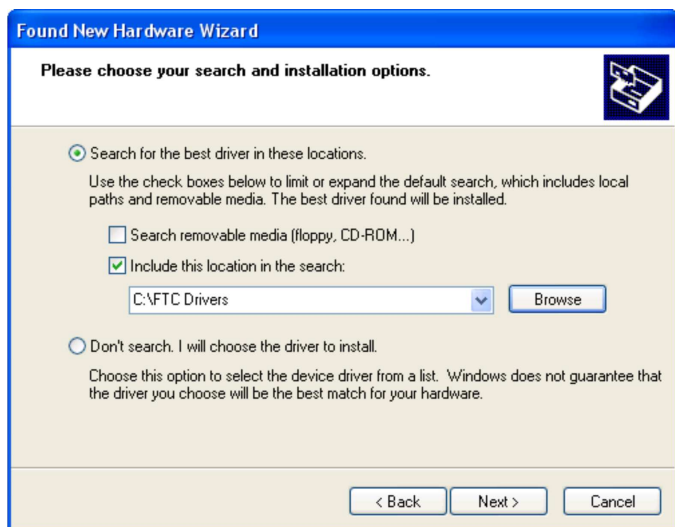 Found New Hardware Wizard
Please choose your search and installation options.
Search for the best driver in these locations.
Use the check boxes below to limit or expand the default search, which includes local
paths and removable media. The best driver found will be installed.
Search removable media (floppy, CD-ROM...)
Include this location in the search:
C:\FTC Drivers
Browse
Don't search. I will choose the driver to install.
Choose this option to select the device driver from a list. Windows does not guarantee that
the driver you choose will be the best match for your hardware.
< Back
Next >
Cancel